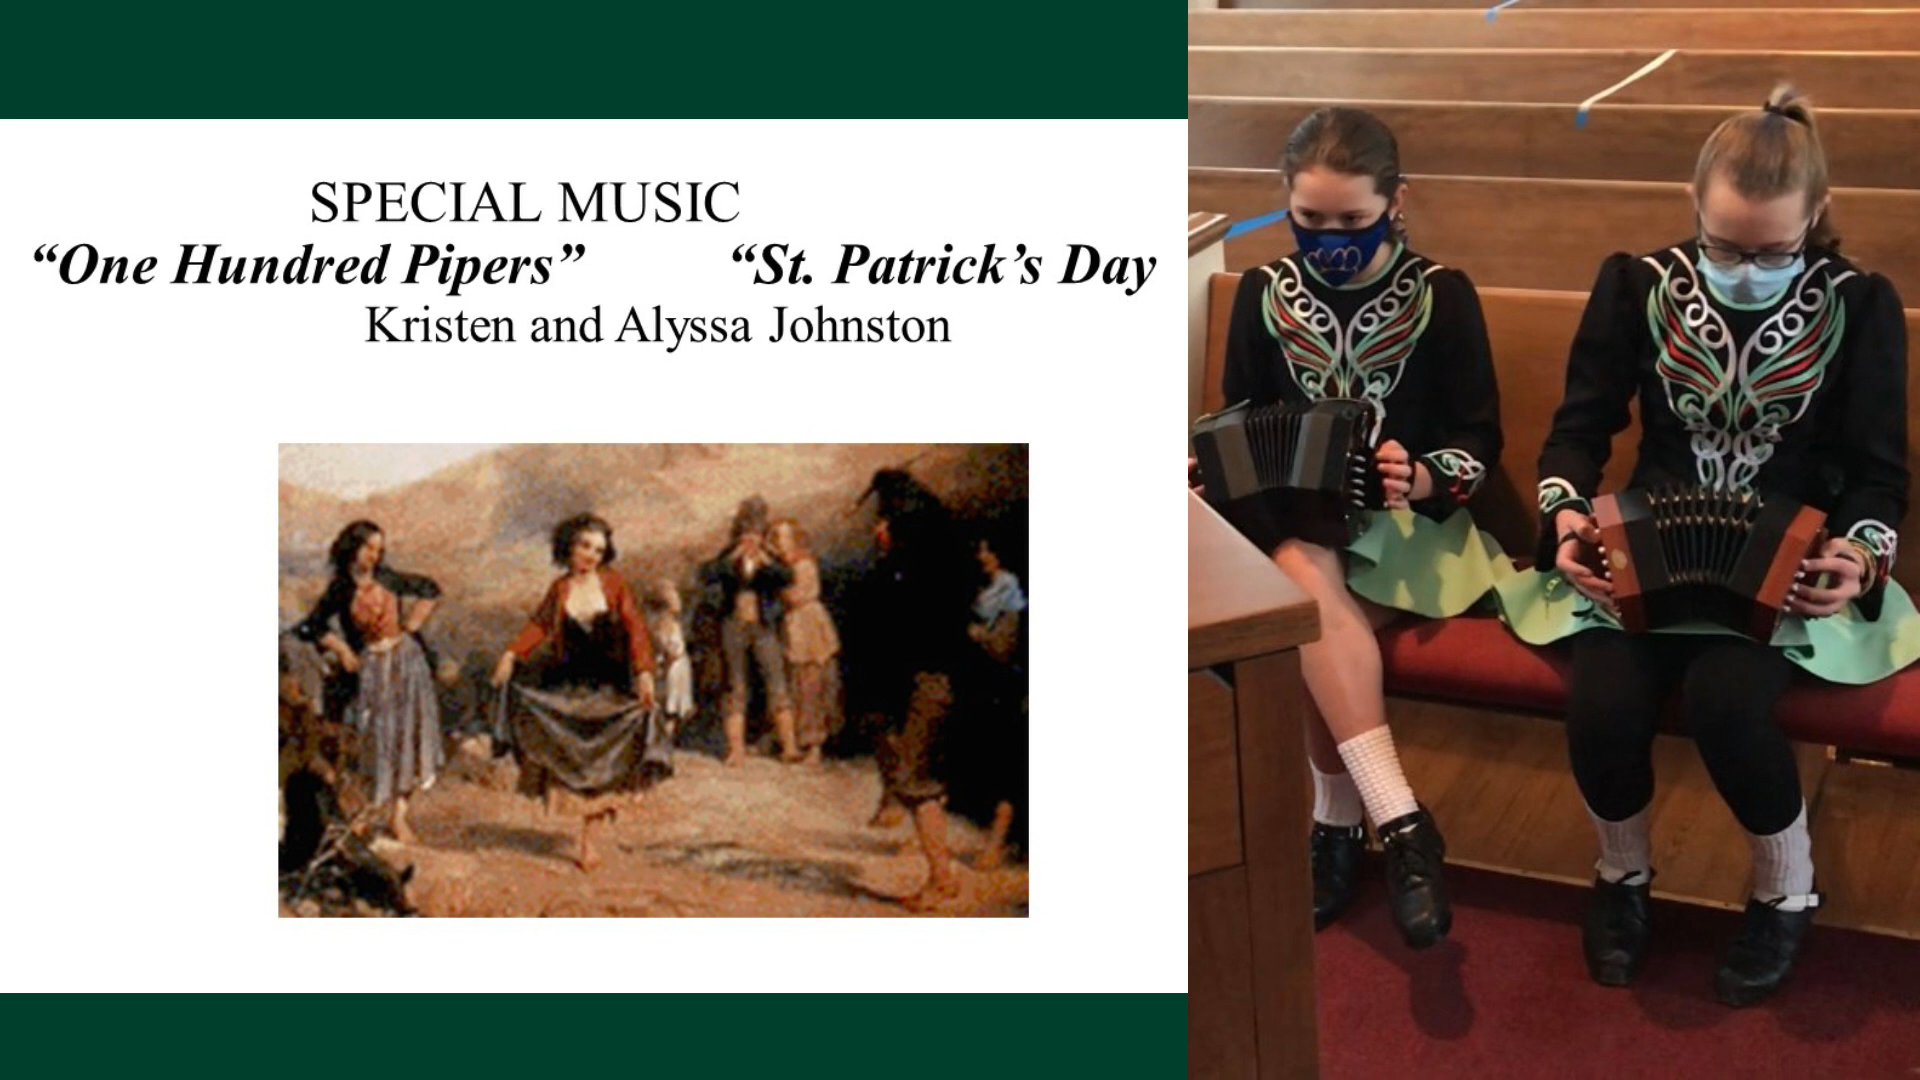 SPECIAL MUSIC
“One Hundred Pipers” “St. Patrick’s Day
Kristen and Alyssa Johnston